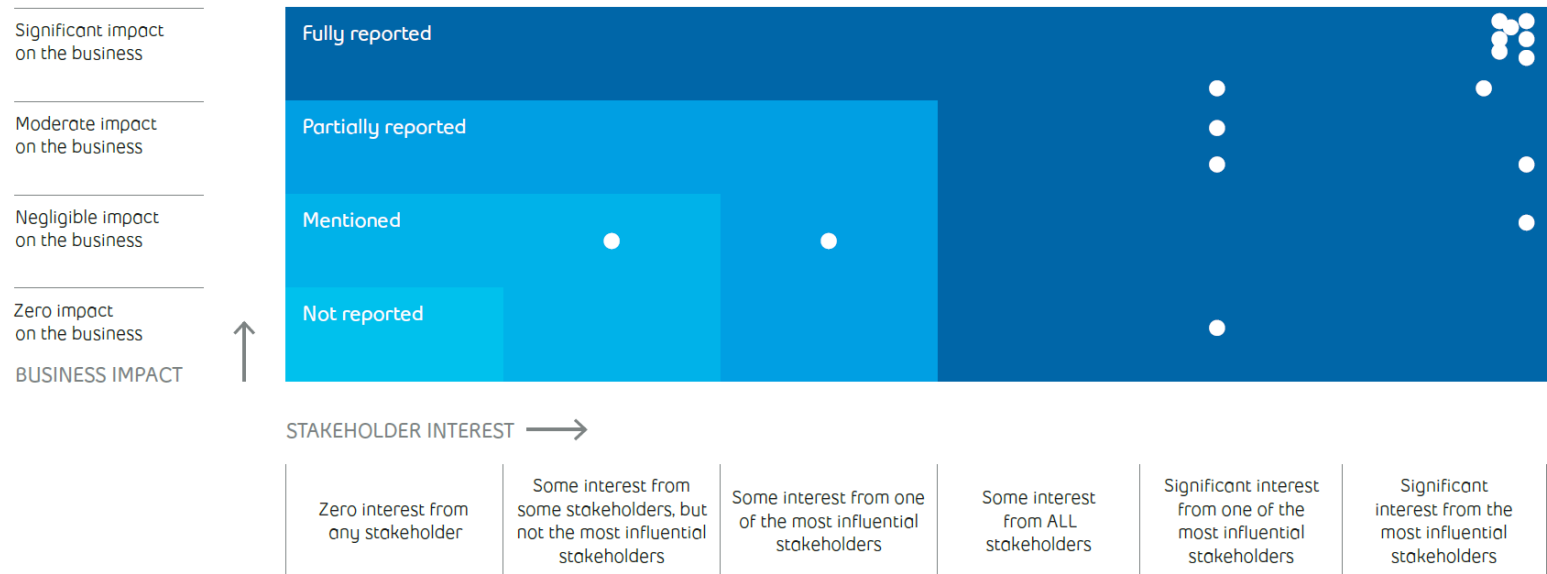 Significant impact
on the business
Fully reported
Moderate impact
on the business
Partially reported
Negligible impact
on the business
Mentioned
Zero impact
on the business
Not reported
BUSINESS IMPACT
STAKEHOLDER INTEREST
Zero interest from
any stakeholder
Some interest from
some stakeholders, but
not the most influential
stakeholders
Some interest from one
of the most influential
stakeholders
Some interest
from ALL
stakeholders
Significant interest
from one of the
most influential
stakeholders
Significant
interest from the
most influential
stakeholders